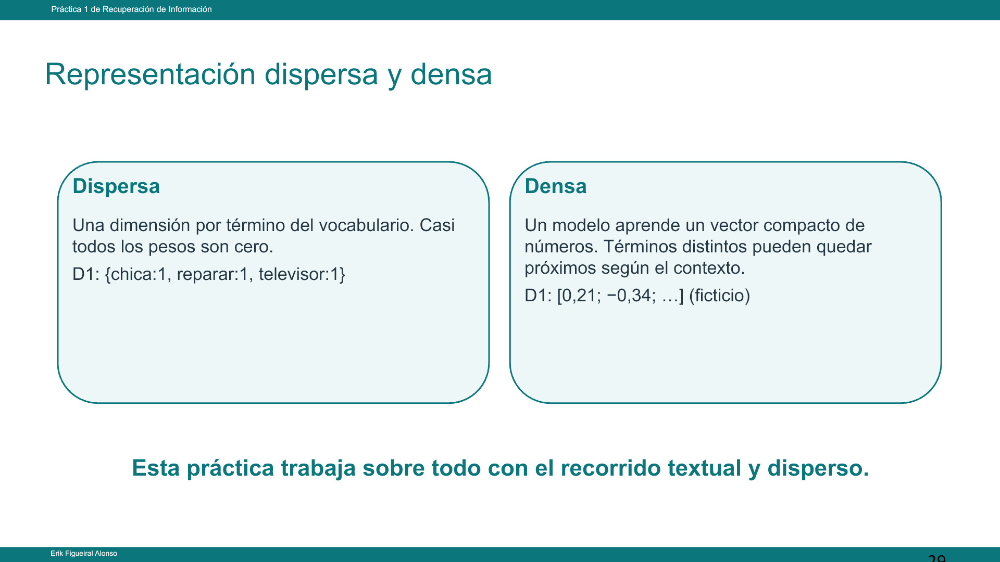 Práctica 1 de Recuperación de Información
Representación dispersa y densa
Dispersa
Una dimensión por término del vocabulario. Casi
todos los pesos son cero.
D1: {chica:1, reparar:1, televisor:1}
Densa
Un modelo aprende un vector compacto de
números. Términos distintos pueden quedar
próximos según el contexto.
D1: [0,21; −0,34; …] (ficticio)
Esta práctica trabaja sobre todo con el recorrido textual y disperso.
Erik Figueiral Alonso
29